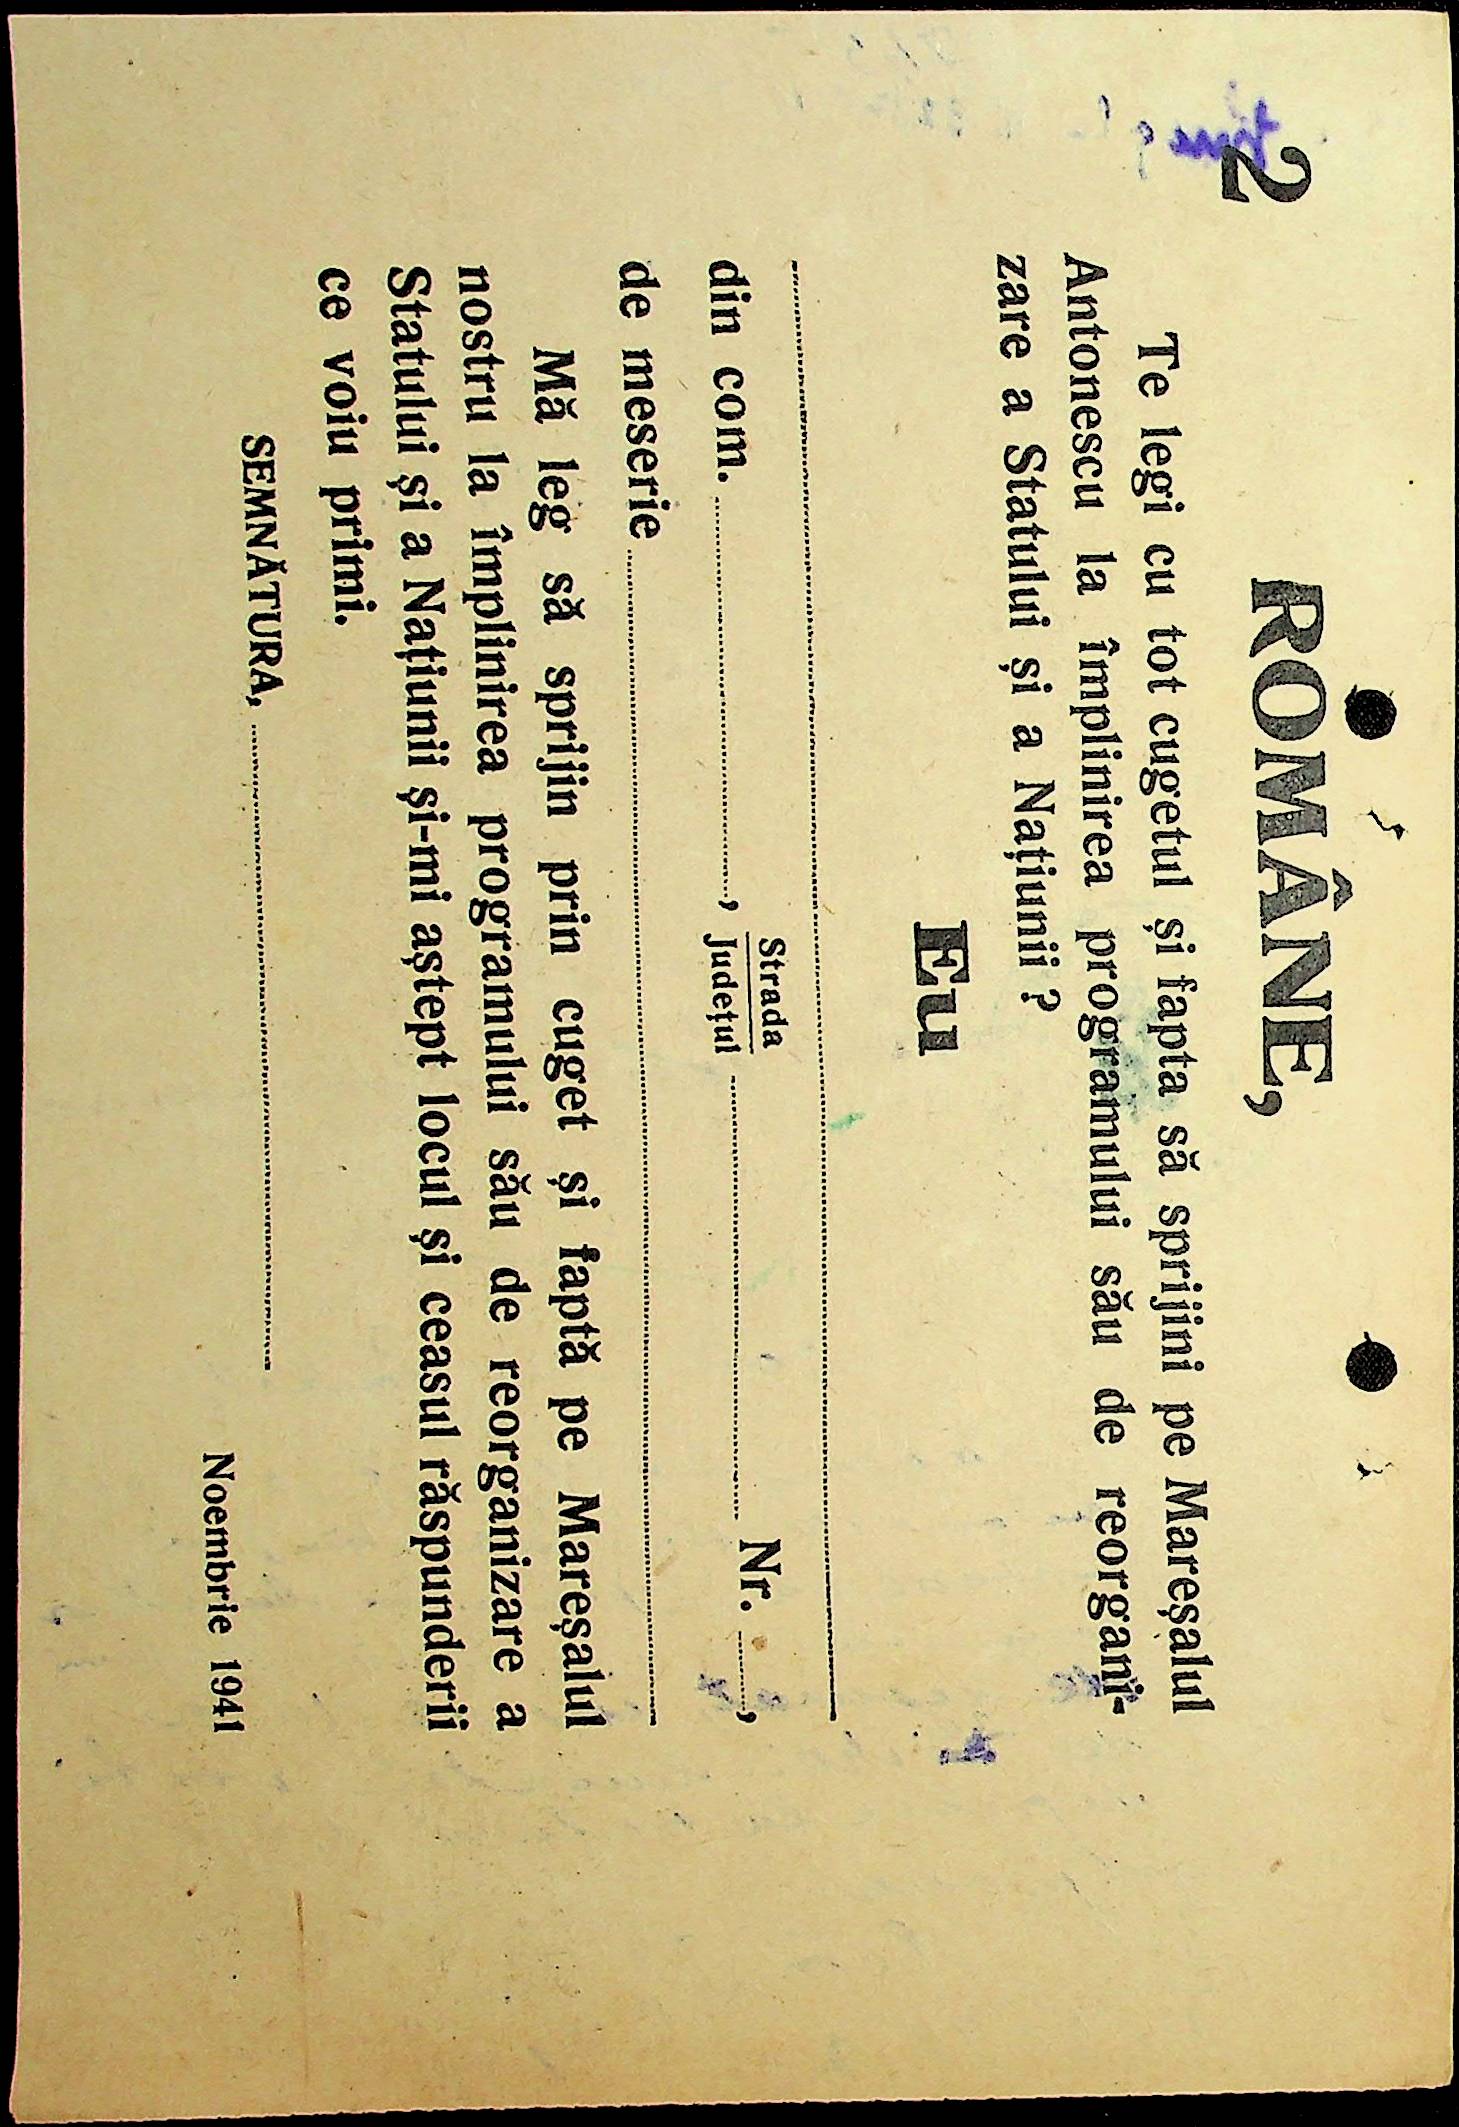 2
ROMÂNE,
Te legi cu tot cugetul și fapta să sprijini pe Mareșalul
Antonescu la împlinirea programului său de reorgani-
zare a Statului și a Națiunii ?
Eu
din com. , Strada
Județul Nr. ,
de meserie
Mă leg să sprijin prin cuget și faptă pe Mareșalul
nostru la împlinirea programului său de reorganizare a
Statului și a Națiunii și-mi aștept locul și ceasul răspunderii
ce voiu primi.
SEMNĂTURA,
Noembrie 1941